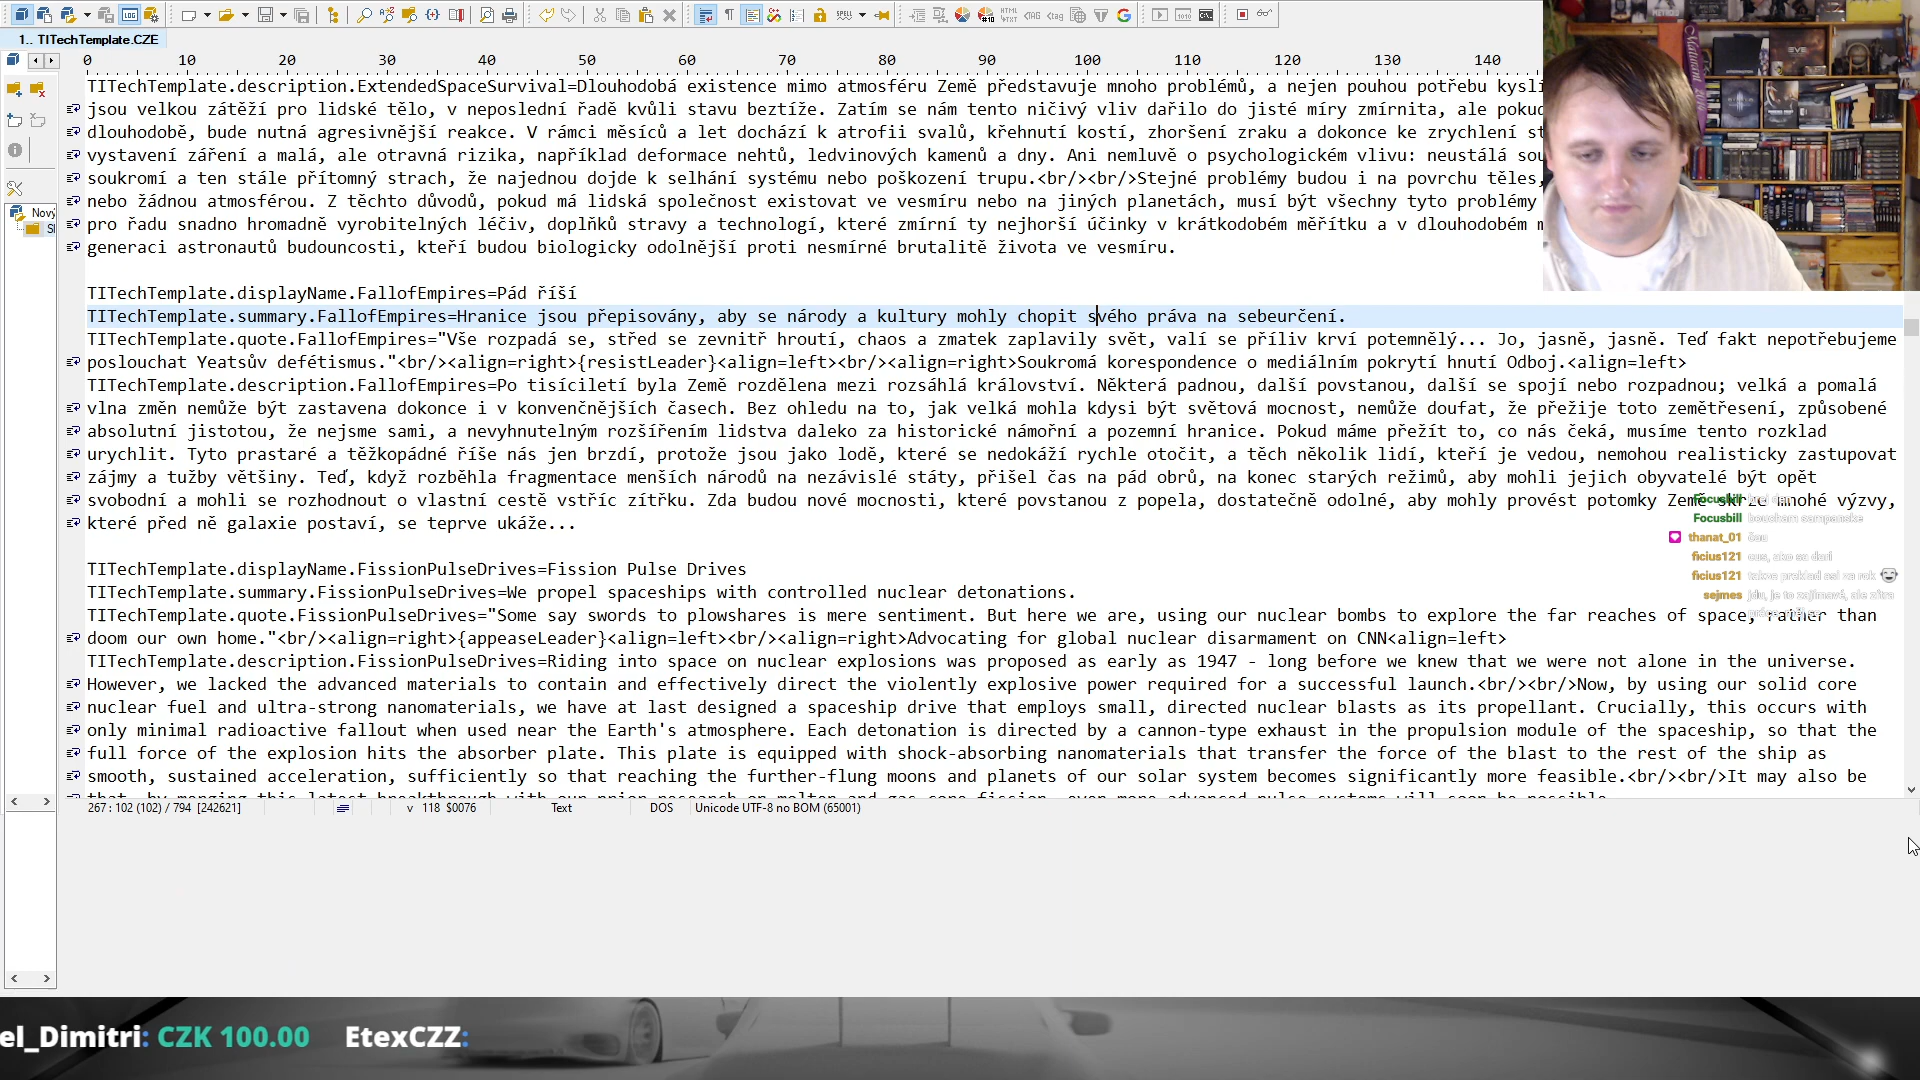 1.. TITechTemplate.CZE
0 10 20 30 40 50 60 70 80 90 100 110 120 130 140
TITechTemplate.description.ExtendedSpaceSurvival=Dlouhodobá existence mimo atmosféru Země představuje mnoho problémů, a nejen pouhou potřebu kyslí
jsou velkou zátěží pro lidské tělo, v neposlední řadě kvůli stavu beztíže. Zatím se nám tento ničivý vliv dařilo do jisté míry zmírnita, ale pokud
dlouhodobě, bude nutná agresivnější reakce. V rámci měsíců a let dochází k atrofii svalů, křehnutí kostí, zhoršení zraku a dokonce ke zrychlení st
vystavení záření a malá, ale otravná rizika, například deformace nehtů, ledvinových kamenů a dny. Ani nemluvě o psychologickém vlivu: neustálá sou
Nový
soukromí a ten stále přítomný strach, že najednou dojde k selhání systému nebo poškození trupu.<br/><br/>Stejné problémy budou i na povrchu těles,
nebo žádnou atmosférou. Z těchto důvodů, pokud má lidská společnost existovat ve vesmíru nebo na jiných planetách, musí být všechny tyto problémy
pro řadu snadno hromadně vyrobitelných léčiv, doplňků stravy a technologí, které zmírní ty nejhorší účinky v krátkodobém měřítku a v dlouhodobém m
generaci astronautů budoucnosti, kteří budou biologicky odolnější proti nesmírné brutalitě života ve vesmíru.
TITechTemplate.displayName.FallofEmpires=Pád říší
TITechTemplate.summary.FallofEmpires=Hranice jsou přepisovány, aby se národy a kultury mohly chopit svého práva na sebeurčení.
TITechTemplate.quote.FallofEmpires="Vše rozpadá se, střed se zevnitř hroutí, chaos a zmatek zaplavily svět, valí se příliv krví potemnělý... Jo, jasně, jasně. Teď fakt nepotřebujeme
poslouchat Yeatsův defétismus."<br/><align=right>{resistLeader}<align=left><br/><align=right>Soukromá korespondence o mediálním pokrytí hnutí Odboj.<align=left>
TITechTemplate.description.FallofEmpires=Po tisíciletí byla Země rozdělena mezi rozsáhlá království. Některá padnou, další povstanou, další se spojí nebo rozpadnou; velká a pomalá
vlna změn nemůže být zastavena dokonce i v konvenčnějších časech. Bez ohledu na to, jak velká mohla kdysi být světová mocnost, nemůže doufat, že přežije toto zemětřesení, způsobené
absolutní jistotou, že nejsme sami, a nevyhnutelným rozšířením lidstva daleko za historické námořní a pozemní hranice. Pokud máme přežít to, co nás čeká, musíme tento rozklad
urychlit. Tyto prastaré a těžkopádné říše nás jen brzdí, protože jsou jako lodě, které se nedokáží rychle otočit, a těch několik lidí, kteří je vedou, nemohou realisticky zastupovat
zájmy a tužby většiny. Teď, když rozběhla fragmentace menších národů na nezávislé státy, přišel čas na pád obrů, na konec starých režimů, aby mohli jejich obyvatelé být opět
svobodní a mohli se rozhodnout o vlastní cestě vstříc zítřku. Zda budou nové mocnosti, které povstanou z popela, dostatečně odolné, aby mohly provést potomky Země skrze mnohé výzvy,
které před ně galaxie postaví, se teprve ukáže...
Focusbill
Focusbill boucham sampanske
thanat_01 čau
ficius121 cus, ako sa dari
ficius121 takze preklad esi za rok
sejmes jdn, je to zajímavé, ale zítra
TITechTemplate.displayName.FissionPulseDrives=Fission Pulse Drives
TITechTemplate.summary.FissionPulseDrives=We propel spaceships with controlled nuclear detonations.
TITechTemplate.quote.FissionPulseDrives="Some say swords to plowshares is mere sentiment. But here we are, using our nuclear bombs to explore the far reaches of space, rather than
doom our own home."<br/><align=right>{appeaseLeader}<align=left><br/><align=right>Advocating for global nuclear disarmament on CNN<align=left>
TITechTemplate.description.FissionPulseDrives=Riding into space on nuclear explosions was proposed as early as 1947 - long before we knew that we were not alone in the universe.
However, we lacked the advanced materials to contain and effectively direct the violently explosive power required for a successful launch.<br/><br/>Now, by using our solid core
nuclear fuel and ultra-strong nanomaterials, we have at last designed a spaceship drive that employs small, directed nuclear blasts as its propellant. Crucially, this occurs with
only minimal radioactive fallout when used near the Earth's atmosphere. Each detonation is directed by a cannon-type exhaust in the propulsion module of the spaceship, so that the
full force of the explosion hits the absorber plate. This plate is equipped with shock-absorbing nanomaterials that transfer the force of the blast to the rest of the ship as
smooth, sustained acceleration, sufficiently so that reaching the further-flung moons and planets of our solar system becomes significantly more feasible.<br/><br/>It may also be
267 : 102 (102) / 794 [242621] v 118 $0076 Text DOS Unicode UTF-8 no BOM (65001)
el_Dimitri: CZK 100.00 EtexCZZ: